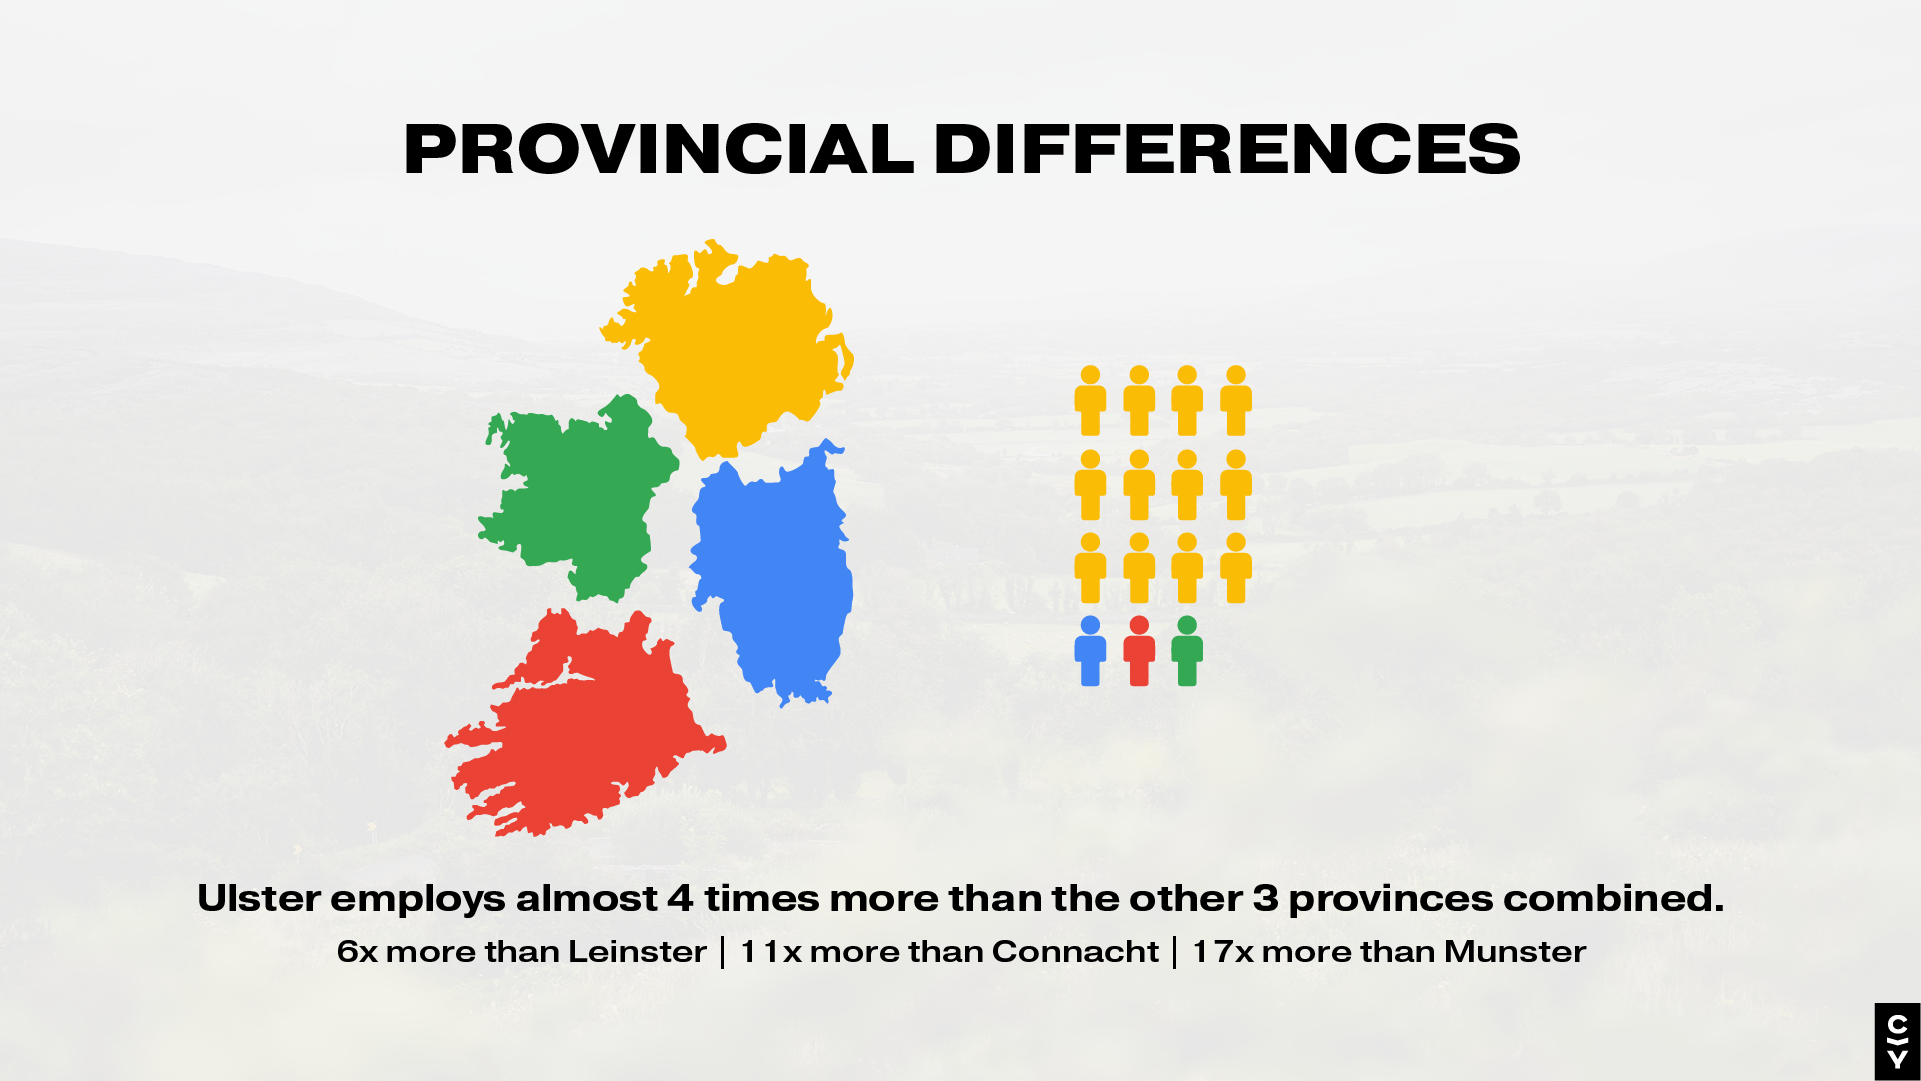 PROVINCIAL DIFFERENCES
Ulster employs almost 4 times more than the other 3 provinces combined.
6x more than Leinster | 11x more than Connacht | 17x more than Munster
C
Y